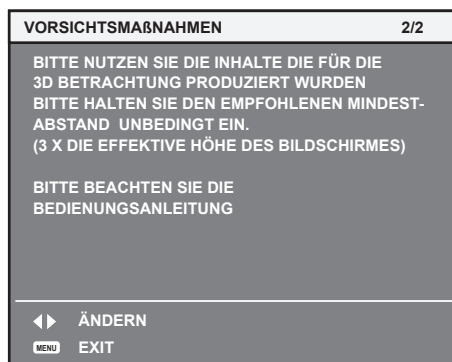 VORSICHTSMAßNAHMEN 2/2
BITTE NUTZEN SIE DIE INHALTE DIE FÜR DIE
3D BETRACHTUNG PRODUZIERT WURDEN
BITTE HALTEN SIE DEN EMPFOHLENEN MINDEST-
ABSTAND UNBEDINGT EIN.
(3 X DIE EFFEKTIVE HÖHE DES BILDSCHIRMES)
BITTE BEACHTEN SIE DIE
BEDIENUNGSANLEITUNG
ÄNDERN
MENU EXIT